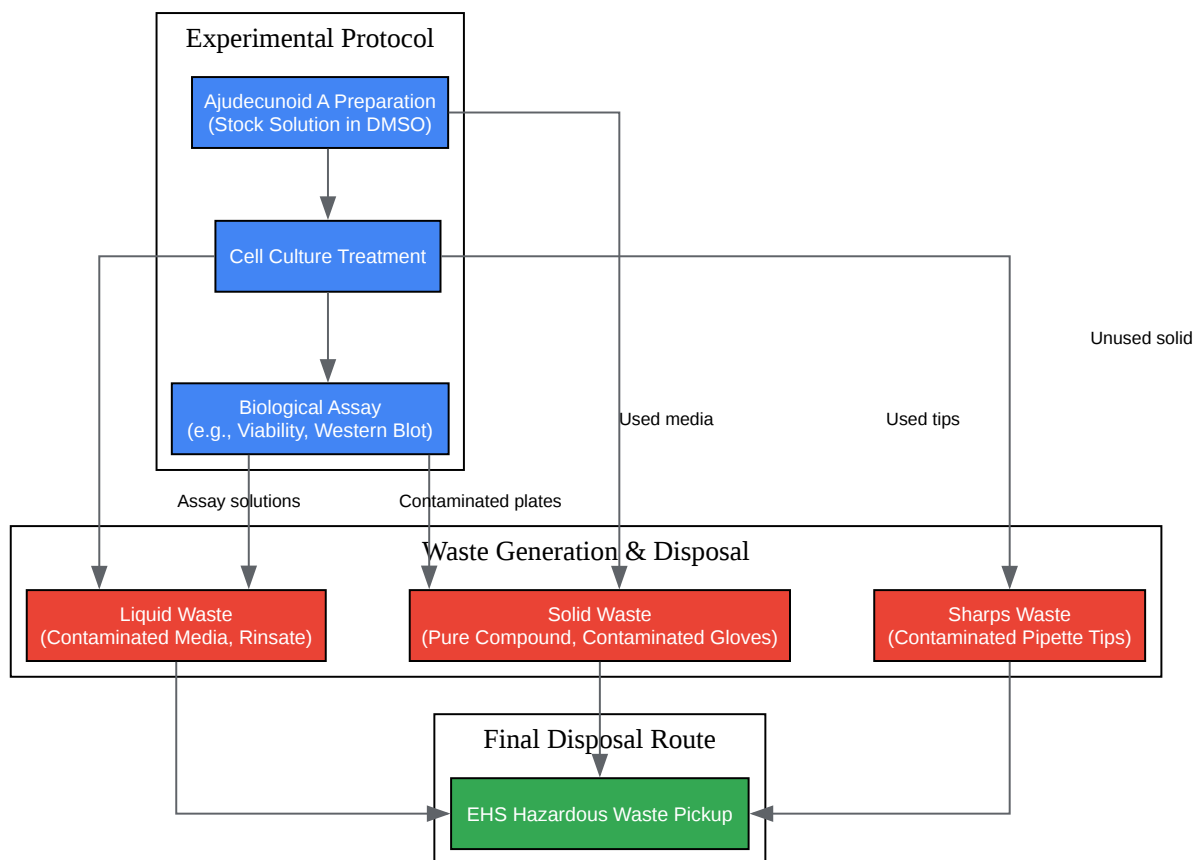 Experimental Protocol
Ajudecunoid A Preparation
(Stock Solution in DMSO)
Cell Culture Treatment
Unused solid
Biological Assay
(e.g., Viability, Western Blot)
Used media
Used tips
Assay solutions
Contaminated plates
Waste Generation & Disposal
Liquid Waste
(Contaminated Media, Rinsate)
Solid Waste
(Pure Compound, Contaminated Gloves)
Sharps Waste
(Contaminated Pipette Tips)
Final Disposal Route
EHS Hazardous Waste Pickup